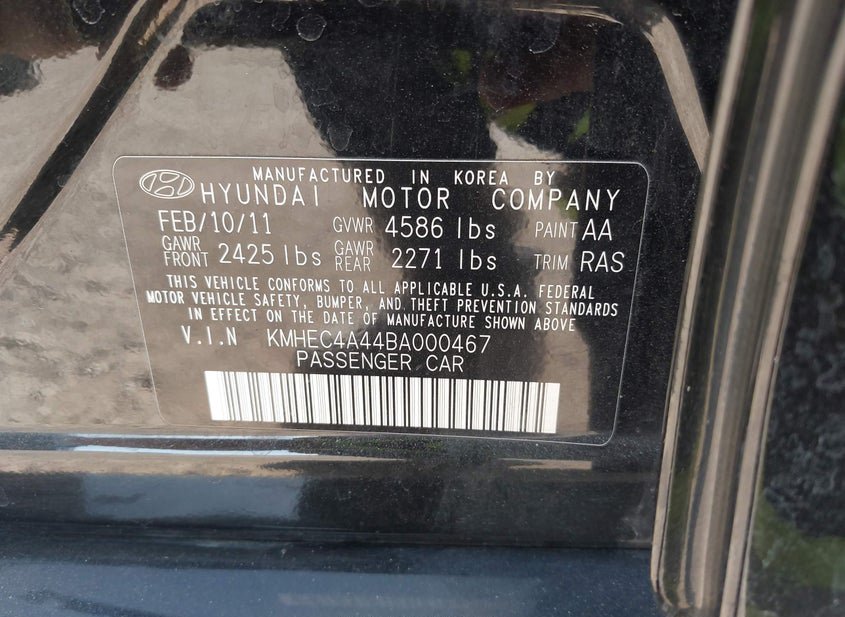 MANUFACTURED IN KOREA BY
HYUNDAI MOTOR COMPANY
FEB/10/11 GVWR 4586 lbs PAINT AA
GAWR FRONT 2425 lbs GAWR REAR 2271 lbs TRIM RAS
THIS VEHICLE CONFORMS TO ALL APPLICABLE U.S.A. FEDERAL
MOTOR VEHICLE SAFETY, BUMPER, AND THEFT PREVENTION STANDARDS
IN EFFECT ON THE DATE OF MANUFACTURE SHOWN ABOVE
V.I.N KMHEC4A44BA000467
PASSENGER CAR